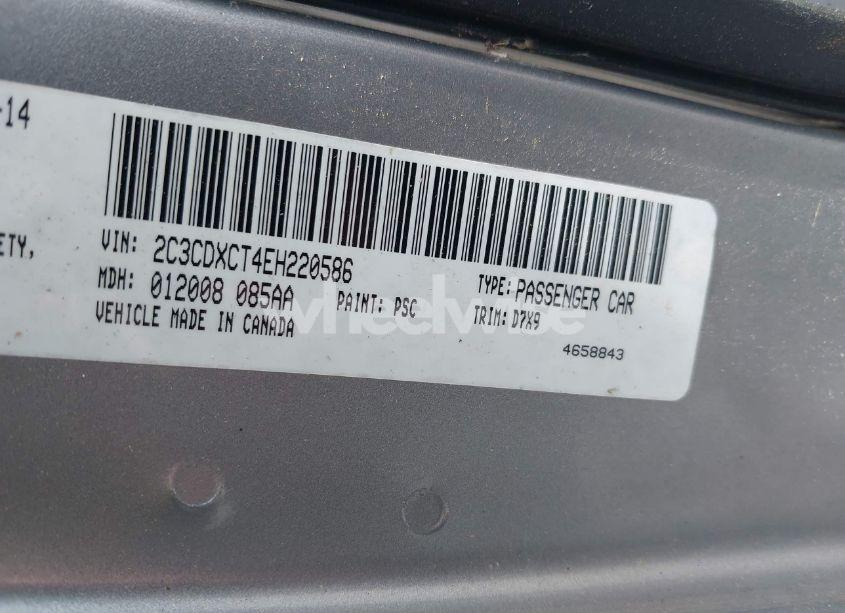 -14
ETY,
VIN: 2C3CDXCT4EH220586
TYPE: PASSENGER CAR
MDH: 012008 085AA
PAINT: PSC
TRIM: D7X9
VEHICLE MADE IN CANADA
4658843
wheelwise